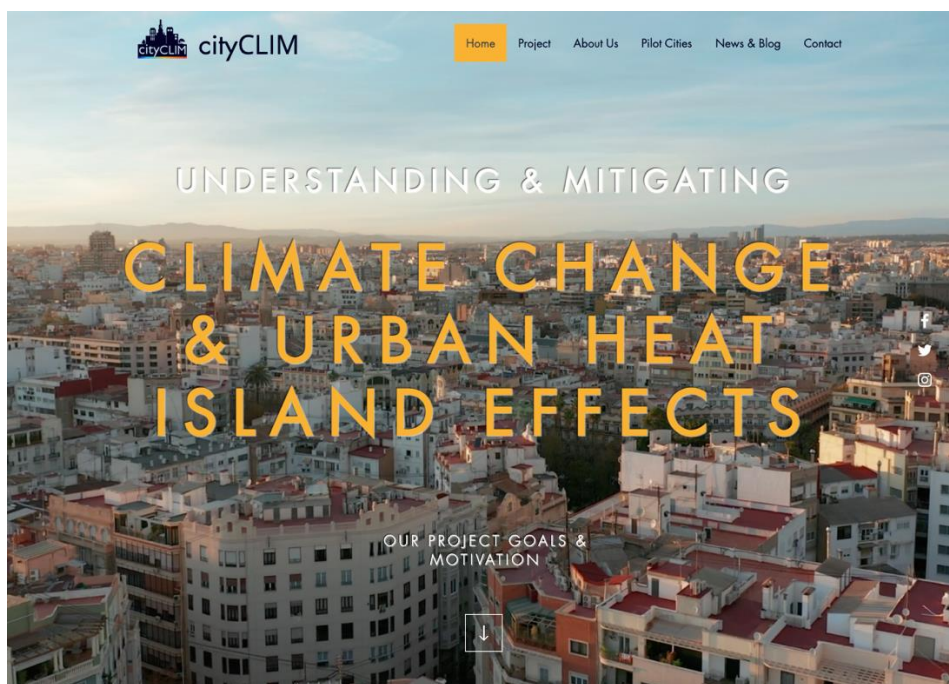 cityCLIM
cityCLIM
Home Project About Us Pilot Cities News & Blog Contact
UNDERSTANDING & MITIGATING
CLIMATE CHANGE
& URBAN HEAT
ISLAND EFFECTS
OUR PROJECT GOALS &
MOTIVATION